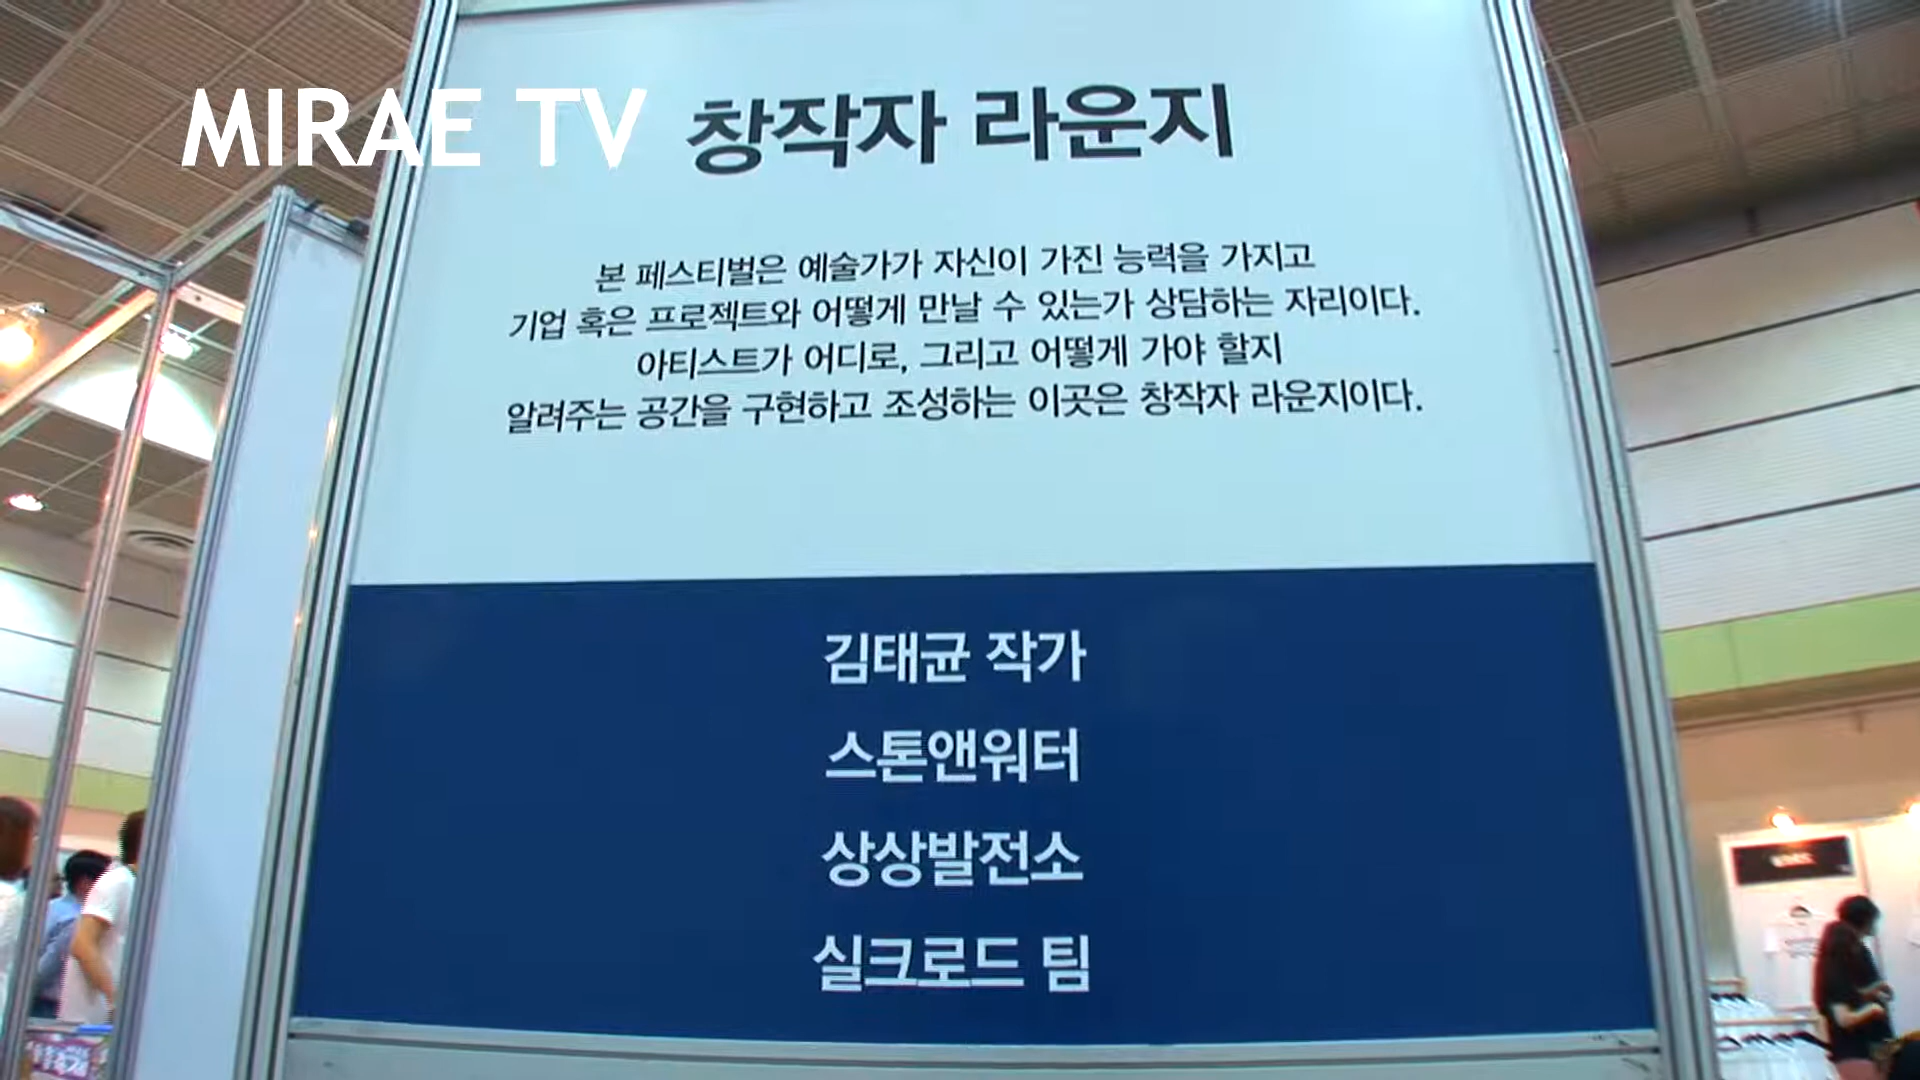 MIRAE TV
창작자 라운지
본 페스티벌은 예술가가 자신이 가진 능력을 가지고
기업 혹은 프로젝트와 어떻게 만날 수 있는가 상담하는 자리이다.
아티스트가 어디로, 그리고 어떻게 가야 할지
알려주는 공간을 구현하고 조성하는 이곳은 창작자 라운지이다.
김태균 작가
스톤앤워터
상상발전소
실크로드 팀